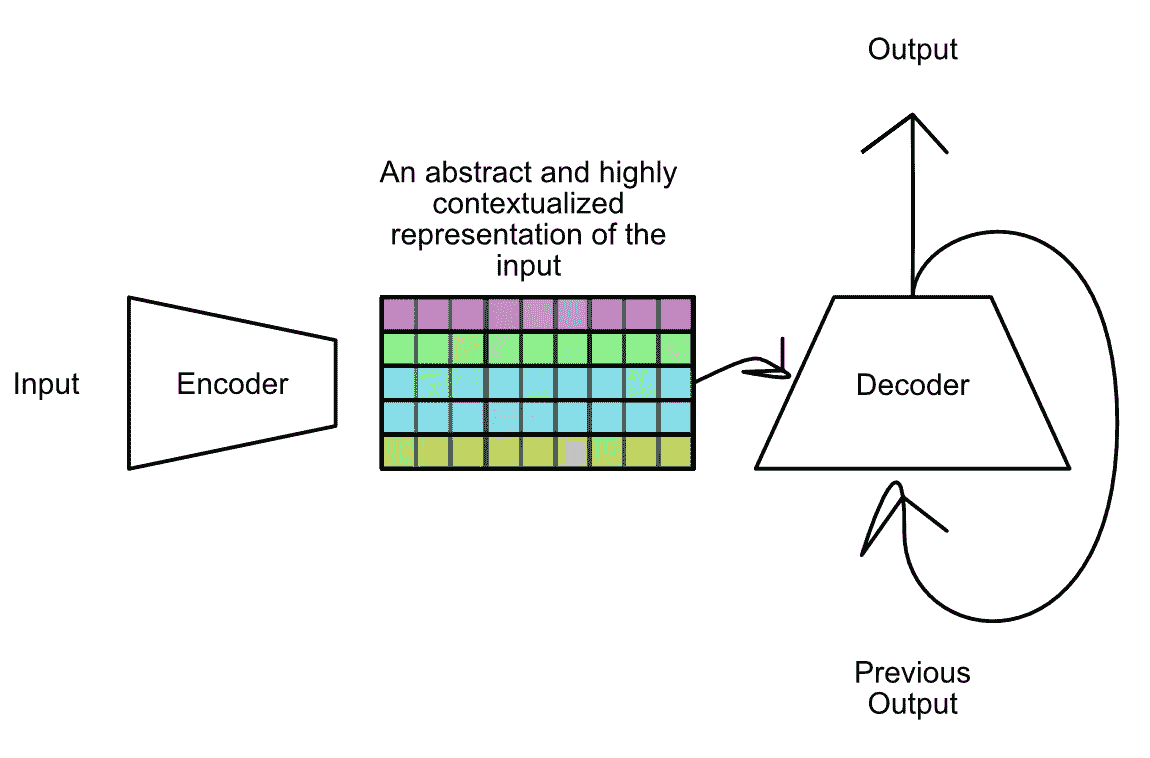 Output
An abstract and highly
contextualized
representation of the
input
Input
Encoder
Decoder
Previous
Output